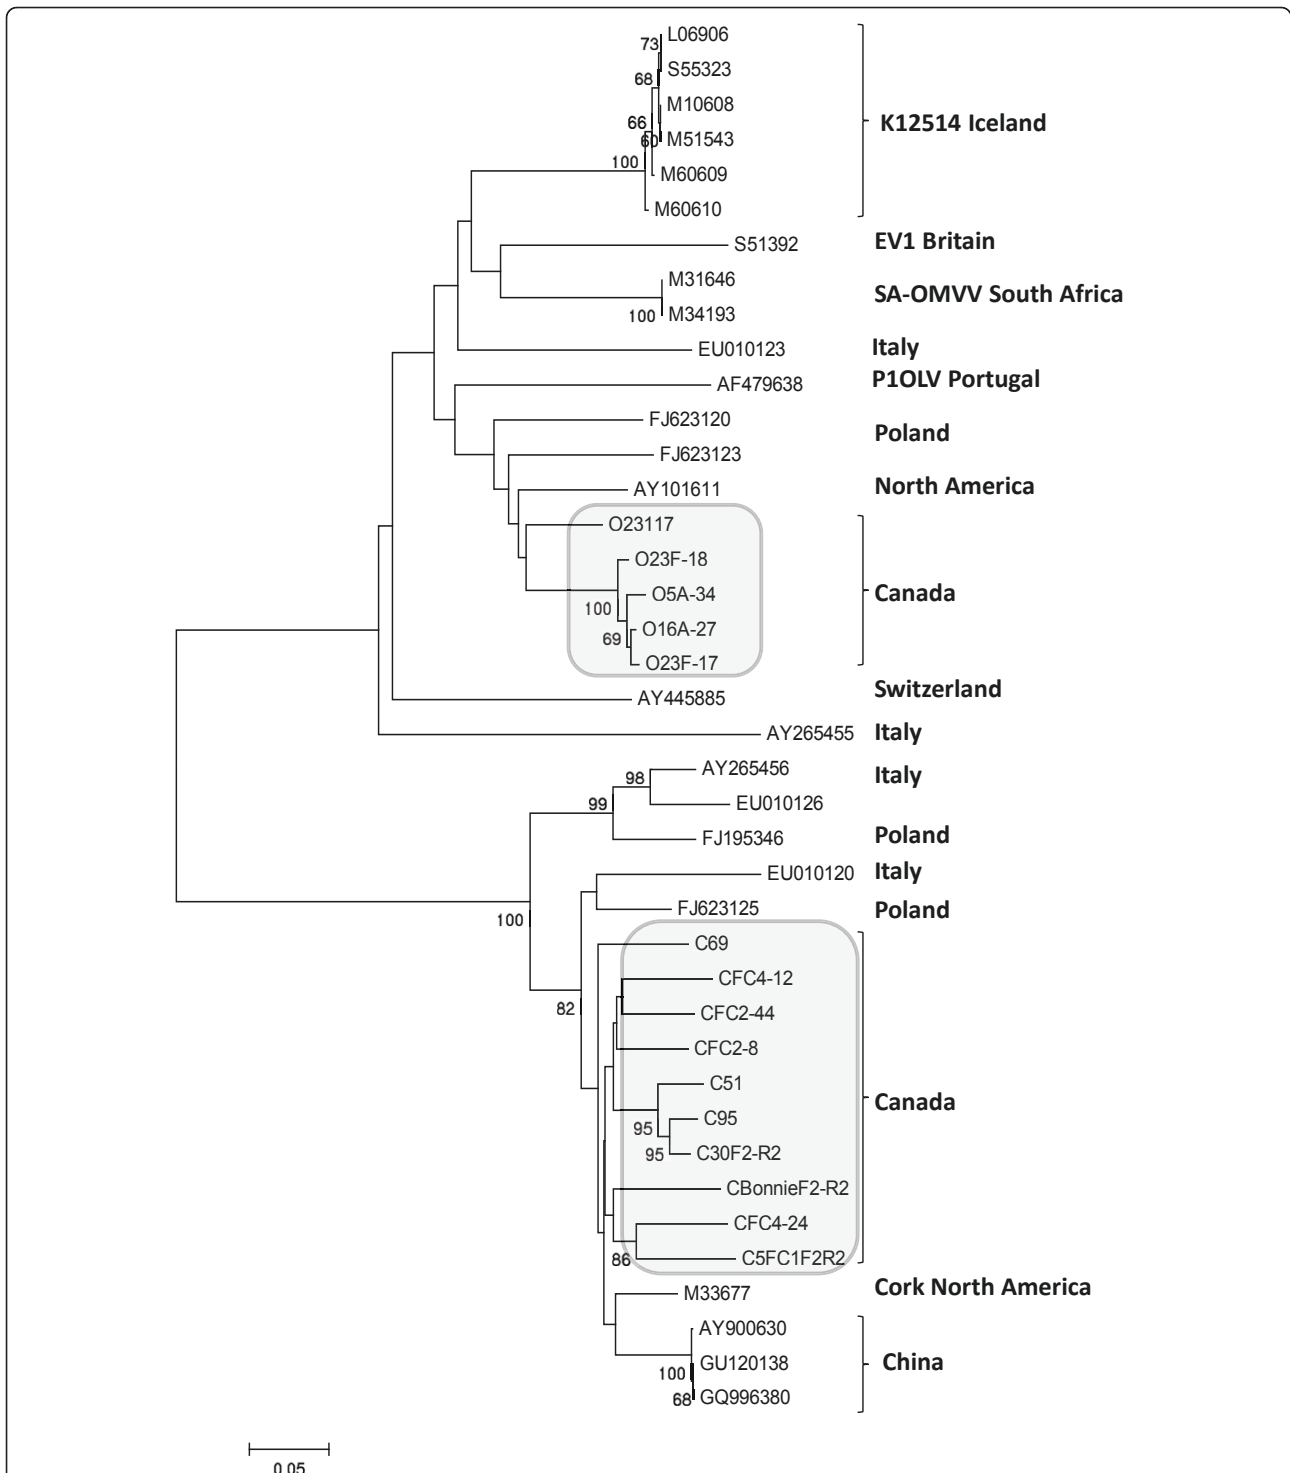 L06906
73
S55323
68
M10608
66
K12514 Iceland
M51543
60
100
M60609
M60610
S51392
EV1 Britain
M31646
SA-OMVV South Africa
100
M34193
EU010123
Italy
AF479638
P1OLV Portugal
FJ623120
Poland
FJ623123
AY101611
North America
O23117
O23F-18
O5A-34
Canada
100
O16A-27
69
O23F-17
AY445885
Switzerland
AY265455
Italy
AY265456
Italy
98
EU010126
99
FJ195346
Poland
EU010120
Italy
FJ623125
Poland
100
C69
CFC4-12
82
CFC2-44
CFC2-8
C51
Canada
C95
95
C30F2-R2
95
CBonnieF2-R2
CFC4-24
C5FC1F2R2
86
M33677
Cork North America
AY900630
GU120138
China
100
GQ996380
68
0.05